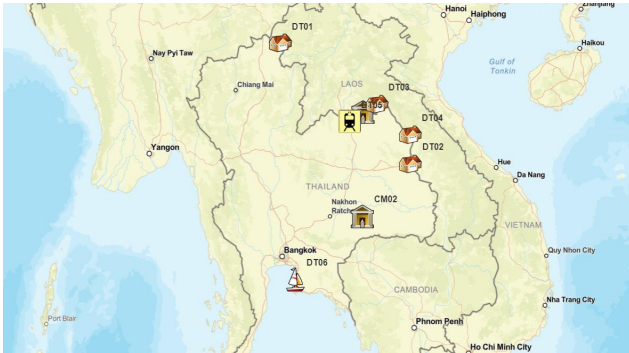 Hanoi
Haiphong
Zhanjiang
DT01
Nay Pyi Taw
Haikou
Gulf of
Tonkin
Chiang Mai
LAOS
DT03
DT05
DT04
Yangon
DT02
Hue
Da Nang
THAILAND
Nakhon
Ratch
CM02
VIETNAM
Bangkok
Quy Nhon City
DT06
CAMBODIA
Nha Trang City
Port Blair
Phnom Penh
Ho Chi Minh City